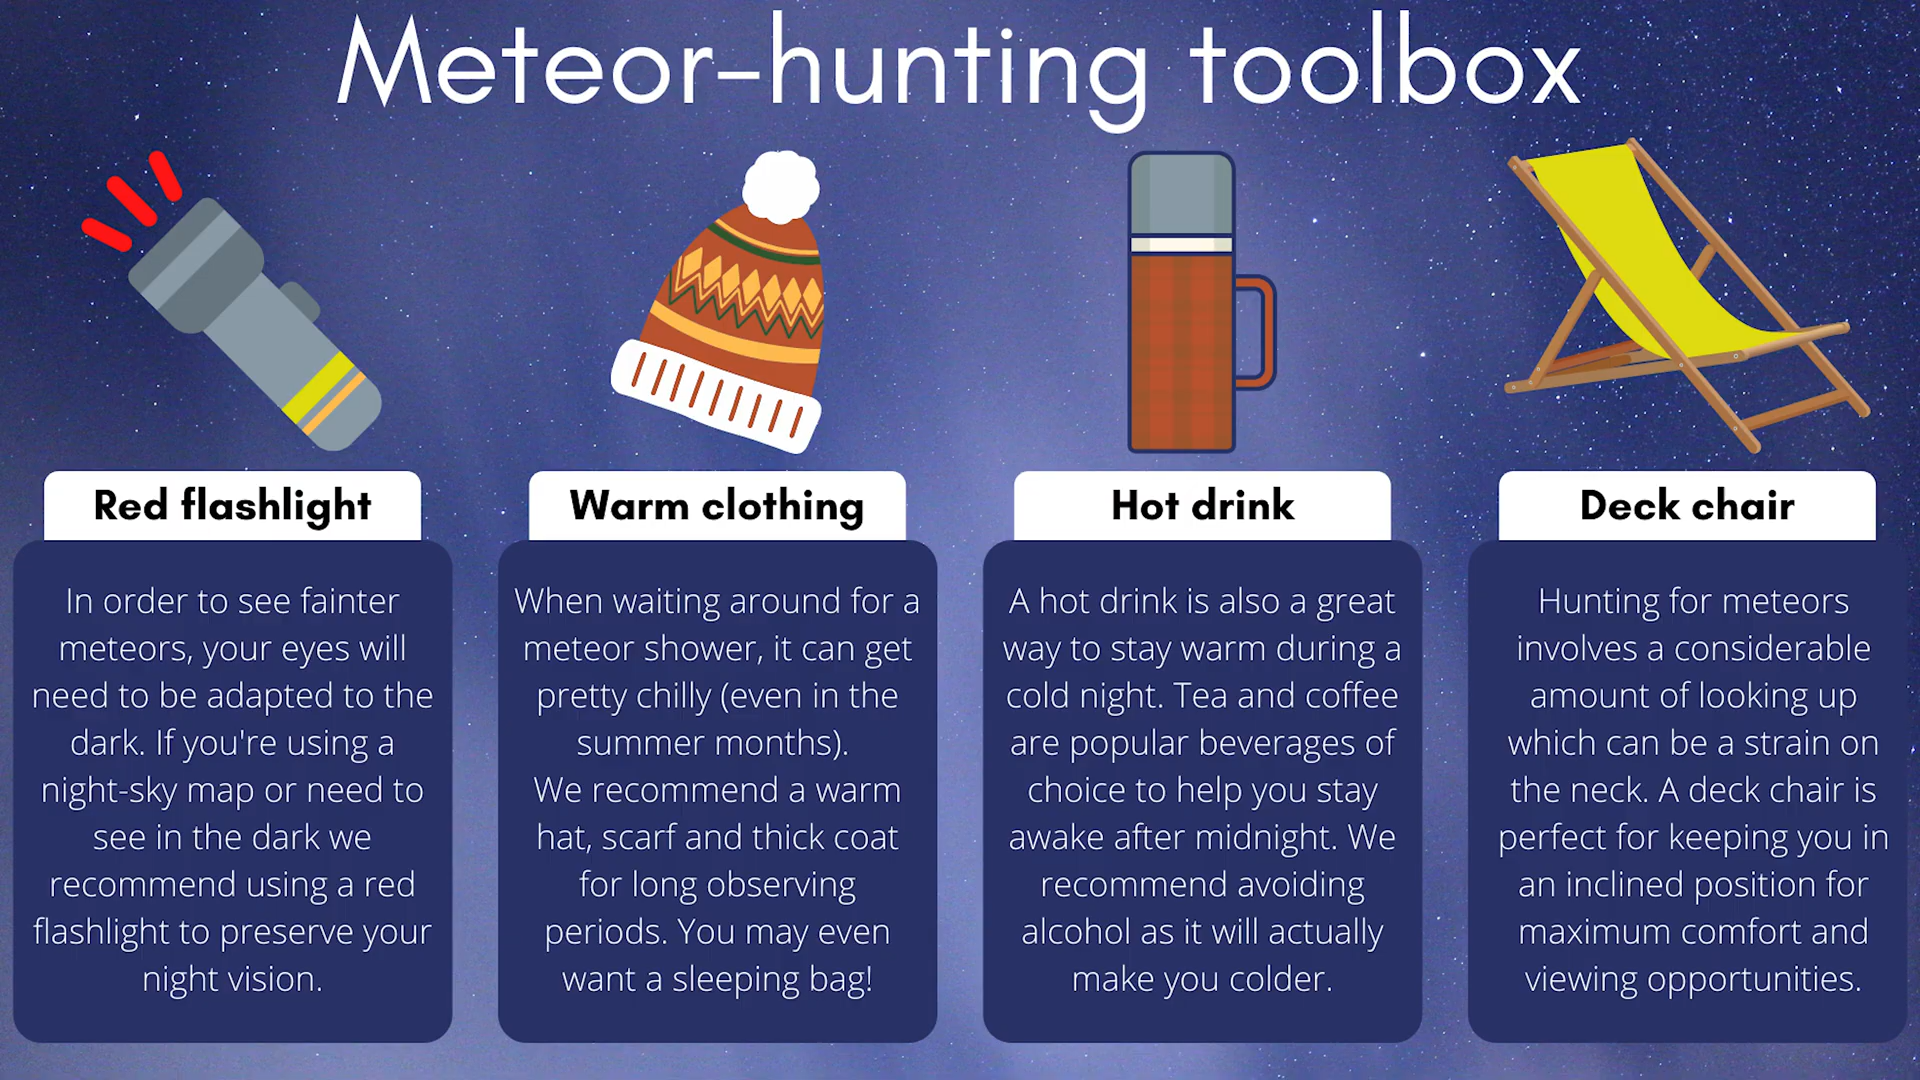 Meteor-hunting toolbox
Red flashlight
In order to see fainter
meteors, your eyes will
need to be adapted to the
dark. If you're using a
night-sky map or need to
see in the dark we
recommend using a red
flashlight to preserve your
night vision.
Warm clothing
When waiting around for a
meteor shower, it can get
pretty chilly (even in the
summer months).
We recommend a warm
hat, scarf and thick coat
for long observing
periods. You may even
want a sleeping bag!
Hot drink
A hot drink is also a great
way to stay warm during a
cold night. Tea and coffee
are popular beverages of
choice to help you stay
awake after midnight. We
recommend avoiding
alcohol as it will actually
make you colder.
Deck chair
Hunting for meteors
involves a considerable
amount of looking up
which can be a strain on
the neck. A deck chair is
perfect for keeping you in
an inclined position for
maximum comfort and
viewing opportunities.